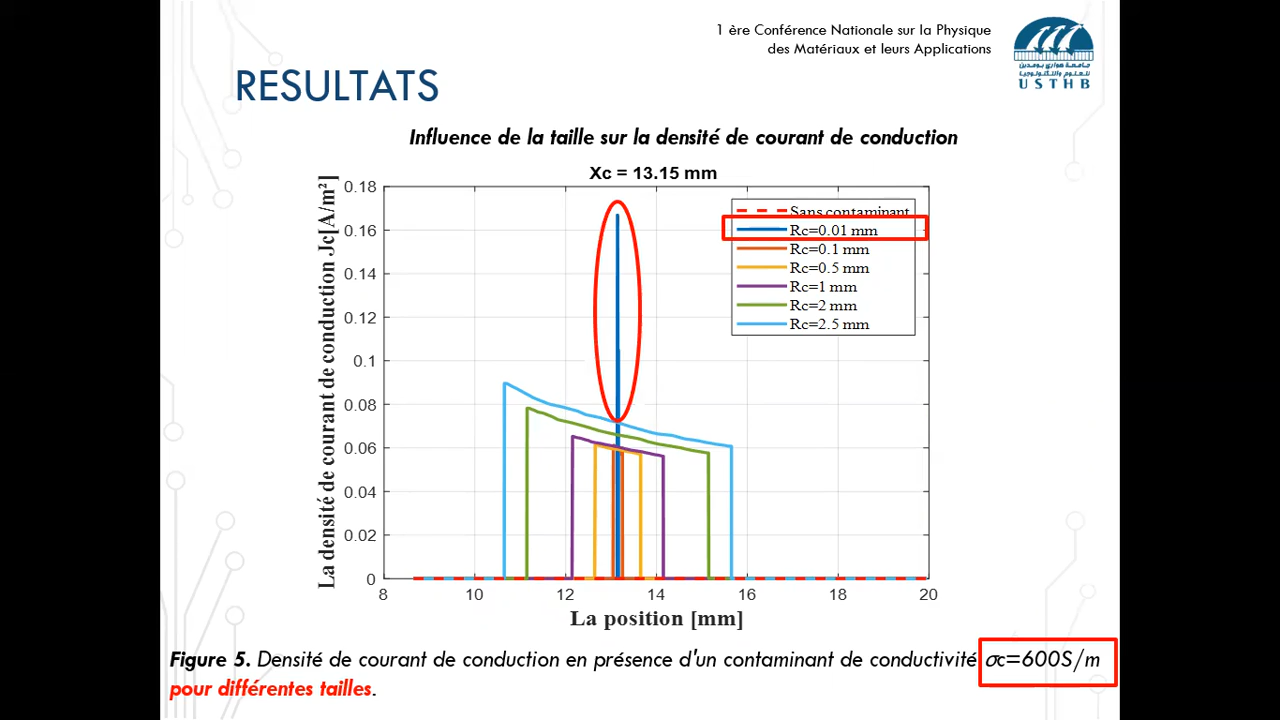 1 ère Conférence Nationale sur la Physique
des Matériaux et leurs Applications
جامعة هواري بومدين
للعلوم والتكنولوجيا
USTHB
RESULTATS
Influence de la taille sur la densité de courant de conduction
Xc = 13.15 mm
La densité de courant de conduction Jc[A/m²]
0.18
0.16
0.14
0.12
0.1
0.08
0.06
0.04
0.02
0
8 10 12 14 16 18 20
La position [mm]
Sans contaminant
Rc=0.01 mm
Rc=0.1 mm
Rc=0.5 mm
Rc=1 mm
Rc=2 mm
Rc=2.5 mm
Figure 5. Densité de courant de conduction en présence d'un contaminant de conductivité σc=600S/m
pour différentes tailles.